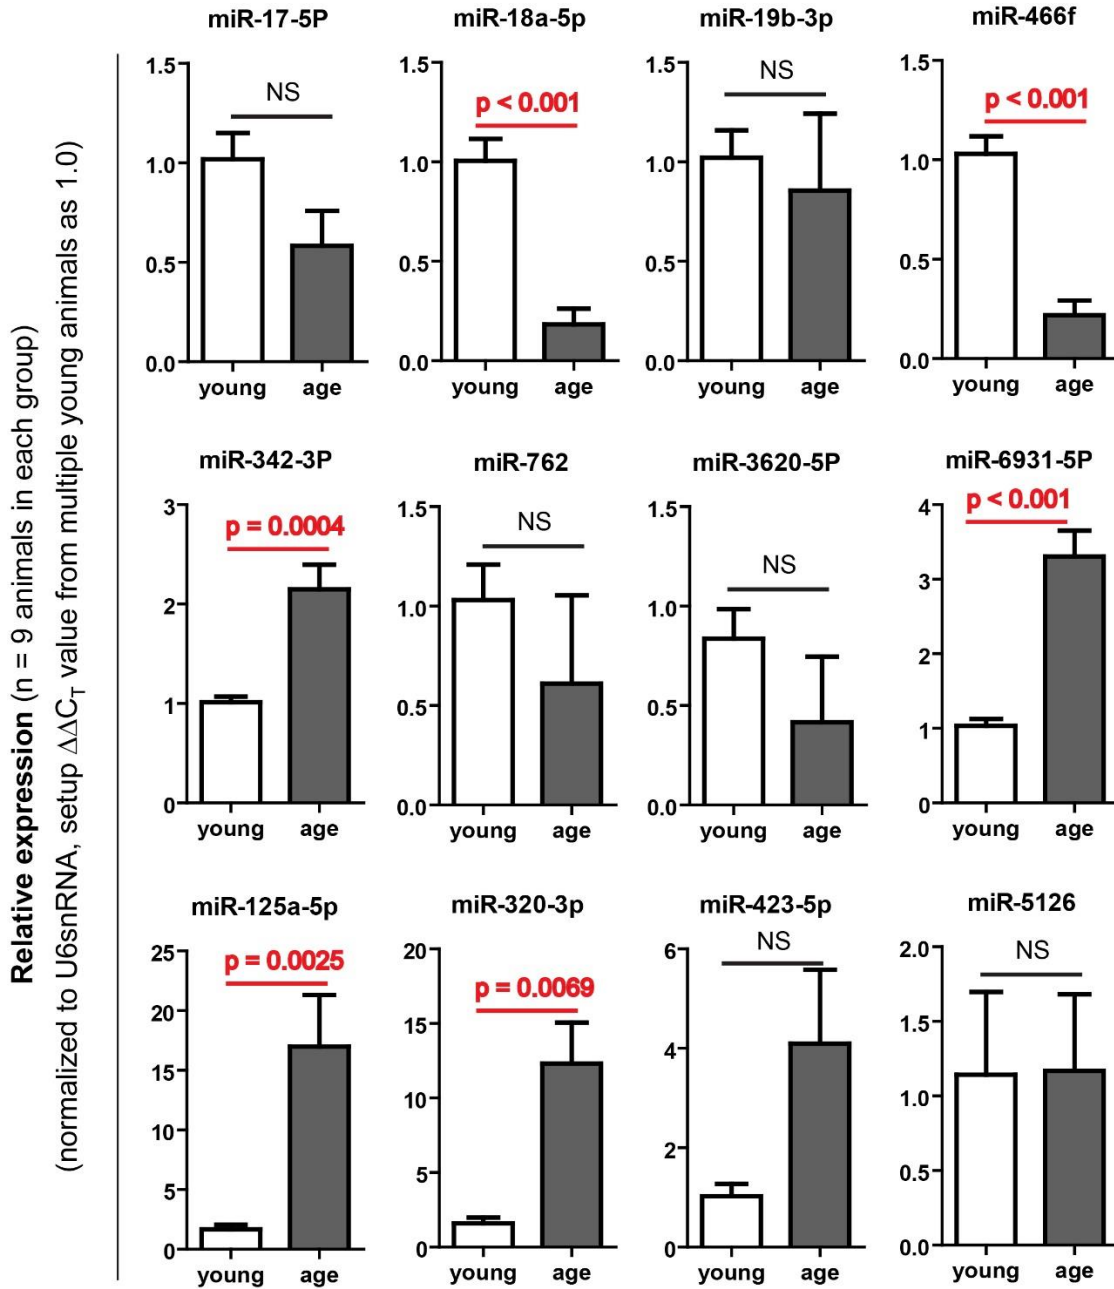 Relative expression (n = 9 animals in each group)
(normalized to U6snRNA, setup ΔΔCT value from multiple young animals as 1.0)
miR-17-5P
1.5
1.0
0.5
0.0
NS
young age
miR-18a-5p
1.5
1.0
0.5
0.0
p < 0.001
young age
miR-19b-3p
1.5
1.0
0.5
0.0
NS
young age
miR-466f
1.5
1.0
0.5
0.0
p < 0.001
young age
miR-342-3P
3
2
1
0
p = 0.0004
young age
miR-762
1.5
1.0
0.5
0.0
NS
young age
miR-3620-5P
1.5
1.0
0.5
0.0
NS
young age
miR-6931-5P
4
3
2
1
0
p < 0.001
young age
miR-125a-5p
25
20
15
10
5
0
p = 0.0025
young age
miR-320-3p
20
15
10
5
0
p = 0.0069
young age
miR-423-5p
6
4
2
0
NS
young age
miR-5126
2.0
1.5
1.0
0.5
0.0
NS
young age